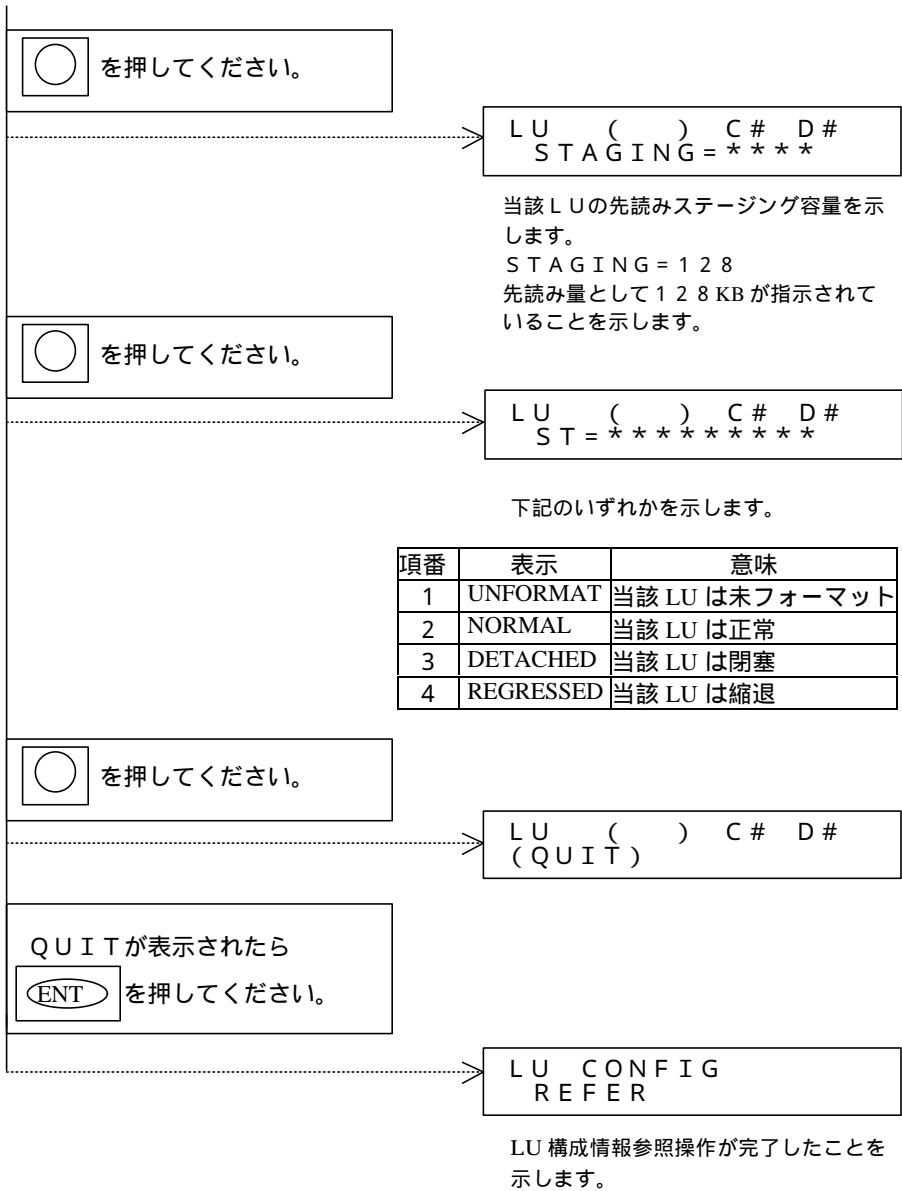 を押してください。
ＬＵ　　（　　）　Ｃ＃　Ｄ＃
ＳＴＡＧＩＮＧ＝＊＊＊＊
当該ＬＵの先読みステージング容量を示
します。
ＳＴＡＧＩＮＧ＝１２８
先読み量として１２８KB が指示されて
いることを示します。
を押してください。
ＬＵ　　（　　）　Ｃ＃　Ｄ＃
ＳＴ＝＊＊＊＊＊＊＊＊＊
下記のいずれかを示します。
項番 表示 意味
1 UNFORMAT 当該 LU は未フォーマット
2 NORMAL 当該 LU は正常
3 DETACHED 当該 LU は閉塞
4 REGRESSED 当該 LU は縮退
を押してください。
ＬＵ　　（　　）　Ｃ＃　Ｄ＃
（ＱＵＩＴ）
ＱＵＩＴが表示されたら
ENT を押してください。
ＬＵ　ＣＯＮＦＩＧ
ＲＥＦＥＲ
LU 構成情報参照操作が完了したことを
示します。